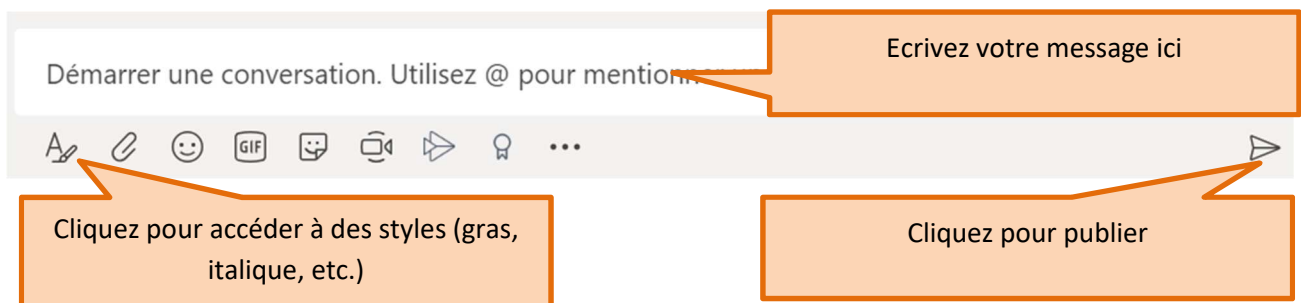 Ecrivez votre message ici
Démarrer une conversation. Utilisez @ pour
GIF
Cliquez pour accéder à des styles (gras,
italique, etc.)
Cliquez pour publier